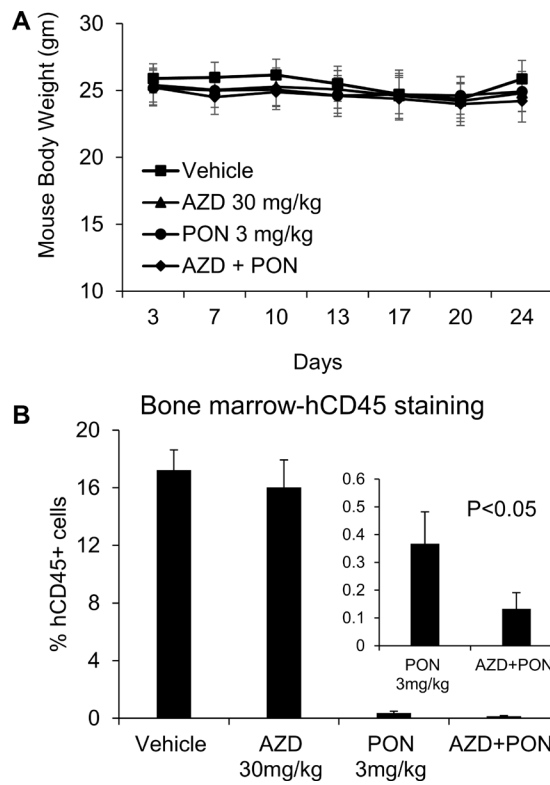 A
Mouse Body Weight (gm)
30
25
20
15
10
Vehicle
AZD 30 mg/kg
PON 3 mg/kg
AZD + PON
3 7 10 13 17 20 24
Days
B
Bone marrow-hCD45 staining
% hCD45+ cells
20
16
12
8
4
0
0.6
0.5
0.4
0.3
0.2
0.1
0
P<0.05
PON
3mg/kg
AZD+PON
Vehicle
AZD
30mg/kg
PON
3mg/kg
AZD+PON